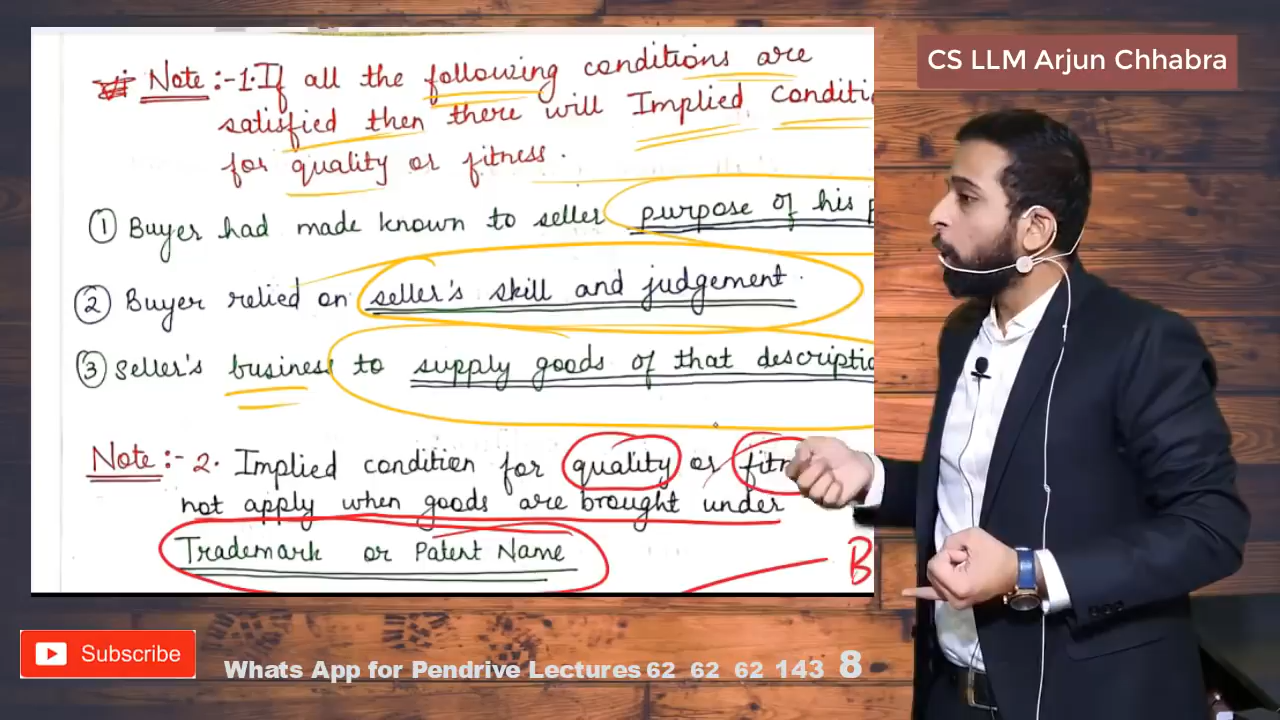 CS LLM Arjun Chhabra
Note:-1.If all the following conditions are
satisfied then there will Implied conditi
for quality or fitness.
① Buyer had made known to seller purpose of his p
② Buyer relied on seller's skill and judgement.
③ Seller's business to supply goods of that descriptio
Note:- 2. Implied condition for quality or fitn
not apply when goods are brought under
Trademark or Patent Name
B
Subscribe
Whats App for Pendrive Lectures 62 62 62 143 8